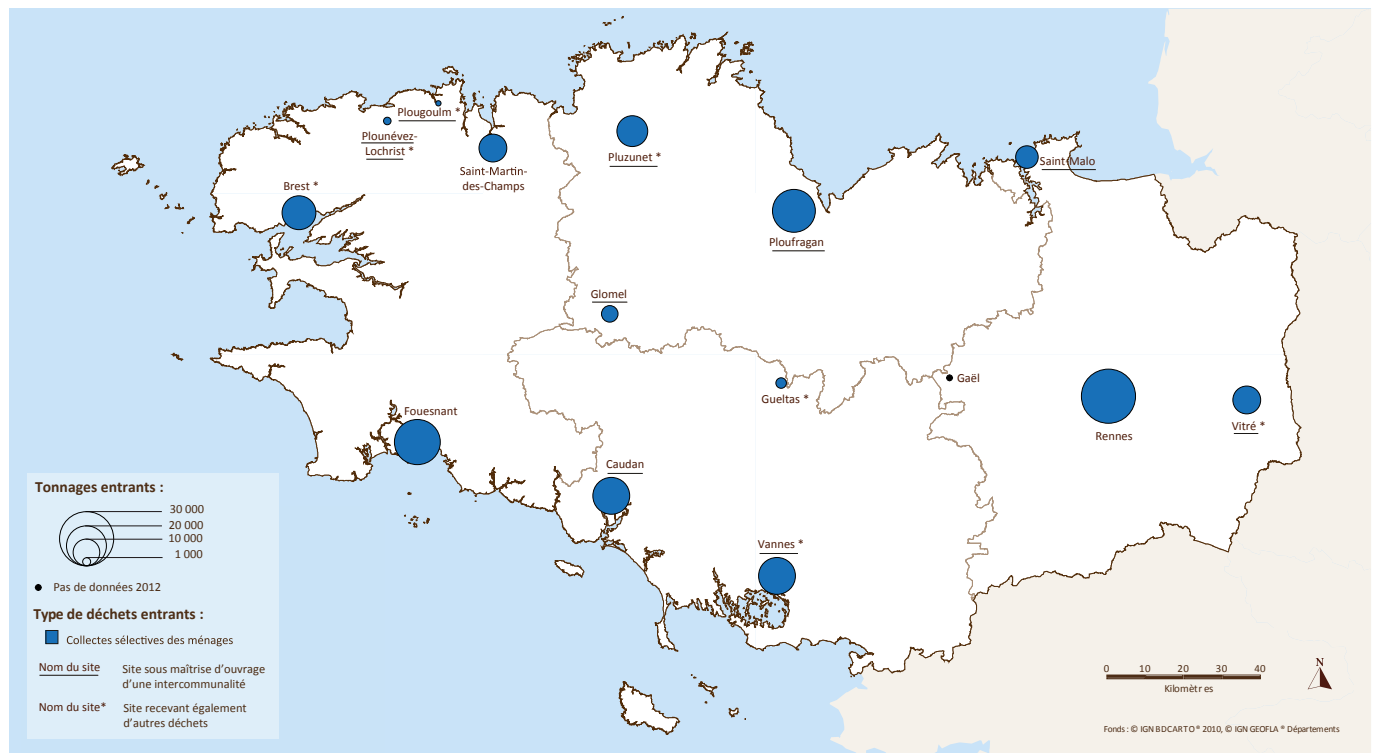 Plougoulm *
Plounévez-
Lochrist *
Saint-Martin-
des-Champs
Pluzunet *
Saint-Malo
Brest *
Ploufragan
Glomel
Gueltas *
Gaël
Rennes
Vitré *
Fouesnant
Caudan
Vannes *
Tonnages entrants :
30 000
20 000
10 000
1 000
Pas de données 2012
Type de déchets entrants :
Collectes sélectives des ménages
Nom du site Site sous maîtrise d'ouvrage
d'une intercommunalité
Nom du site* Site recevant également
d'autres déchets
0 10 20 30 40
Kilomètres
N
Fonds : © IGN BDCARTO ® 2010, © IGN GEOFLA ® Départements